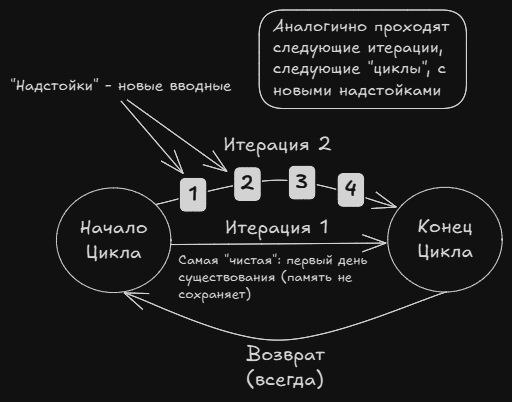 Аналогично проходят
следующие итерации,
следующие "циклы", с
новыми надстойками
"Надстойки" - новые вводные
Итерация 2
1
2
3
4
Начало
Цикла
Итерация 1
Конец
Цикла
Самая "чистая": первый день
существования (память не
сохраняет)
Возврат
(всегда)